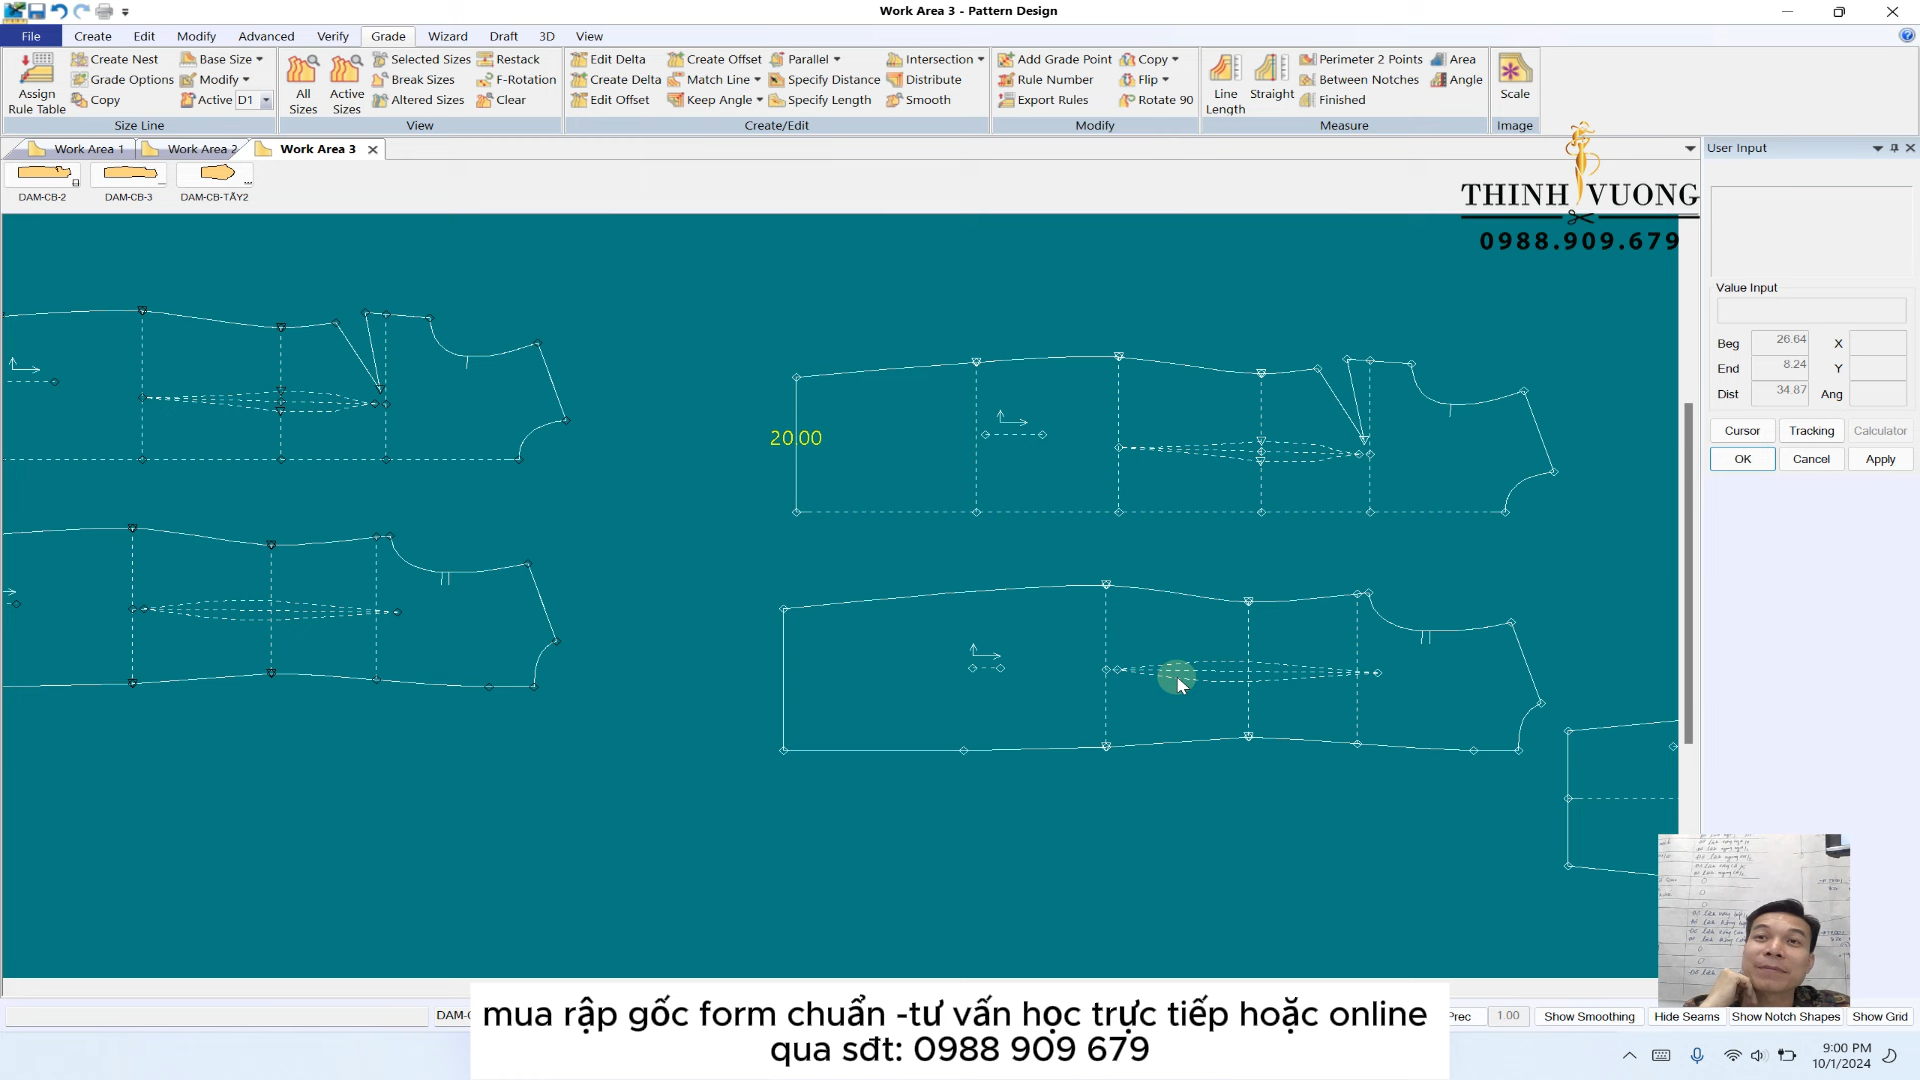 Work Area 3 - Pattern Design
File Create Edit Modify Advanced Verify Grade Wizard Draft 3D View
Assign Rule Table
Create Nest
Grade Options
Copy
Base Size
Modify
Active D1
Size Line
All Sizes
Active Sizes
Selected Sizes
Break Sizes
Altered Sizes
Restack
F-Rotation
Clear
View
Edit Delta
Create Delta
Edit Offset
Create Offset
Match Line
Keep Angle
Parallel
Specify Distance
Specify Length
Intersection
Distribute
Smooth
Create/Edit
Add Grade Point
Rule Number
Export Rules
Copy
Flip
Rotate 90
Modify
Line Length
Straight
Perimeter 2 Points
Between Notches
Finished
Area
Angle
Measure
Scale
Image
Work Area 1
Work Area 2
Work Area 3
DAM-CB-2
DAM-CB-3
DAM-CB-TÂY2
THINH VUONG
0988.909.679
20.00
User Input
Value Input
Beg 26.64 X
End 8.24 Y
Dist 34.87 Ang
Cursor Tracking Calculator
OK Cancel Apply
mua rập gốc form chuẩn -tư vấn học trực tiếp hoặc online
qua sđt: 0988 909 679
Prec 1.00 Show Smoothing Hide Seams Show Notch Shapes Show Grid
9:00 PM
10/1/2024